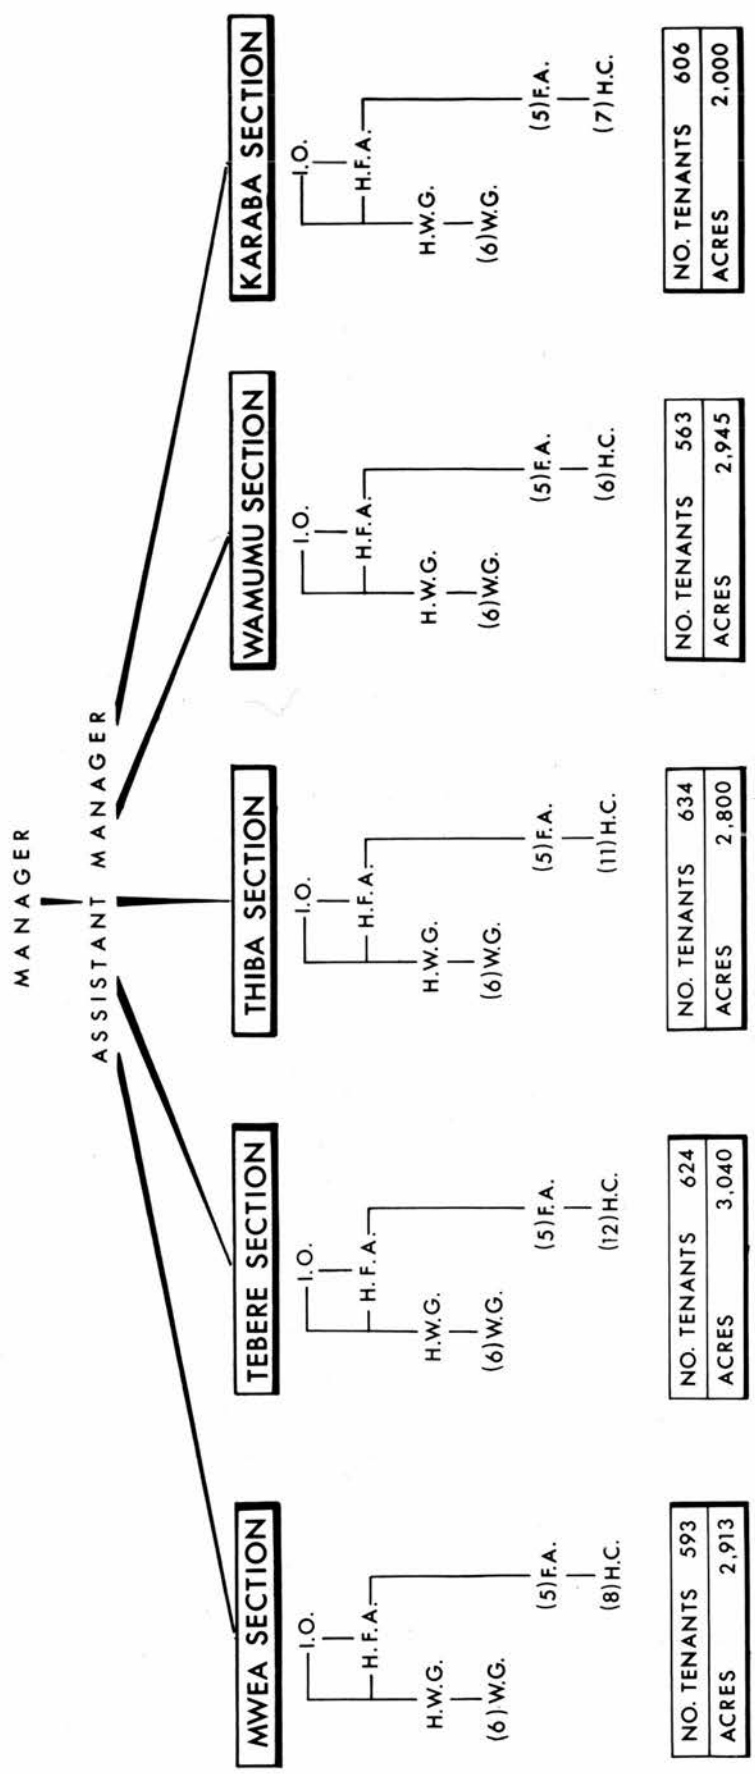 MANAGER
ASSISTANT MANAGER
MWEA SECTION
I.O.
H.F.A.
H.W.G.
(6) W.G.
(5) F.A.
(8) H.C.
NO. TENANTS 593
ACRES 2,913
TEBERE SECTION
I.O.
H.F.A.
H.W.G.
(6) W.G.
(5) F.A.
(12) H.C.
NO. TENANTS 624
ACRES 3,040
THIBA SECTION
I.O.
H.F.A.
H.W.G.
(6) W.G.
(5) F.A.
(11) H.C.
NO. TENANTS 634
ACRES 2,800
WAMUMU SECTION
I.O.
H.F.A.
H.W.G.
(6) W.G.
(5) F.A.
(6) H.C.
NO. TENANTS 563
ACRES 2,945
KARABA SECTION
I.O.
H.F.A.
H.W.G.
(6) W.G.
(5) F.A.
(7) H.C.
NO. TENANTS 606
ACRES 2,000